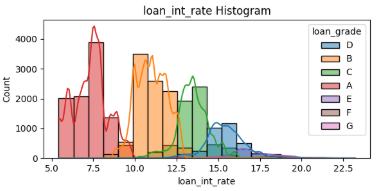 loan_int_rate Histogram
Count
4000
3000
2000
1000
0
5.0 7.5 10.0 12.5 15.0 17.5 20.0 22.5
loan_int_rate
loan_grade
D
B
C
A
E
F
G